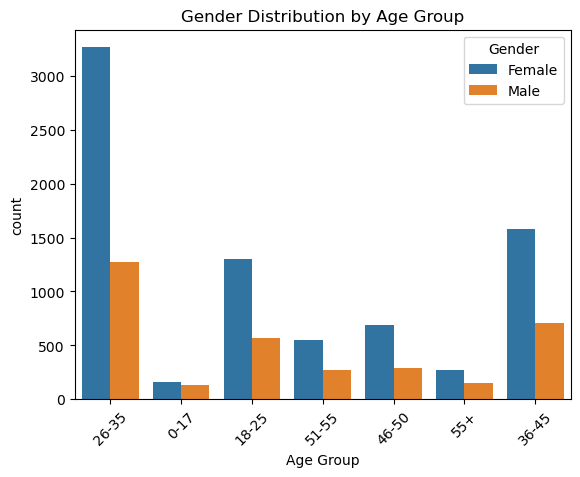 Gender Distribution by Age Group
Gender
Female
Male
count
3000
2500
2000
1500
1000
500
0
26-35
0-17
18-25
51-55
46-50
55+
36-45
Age Group